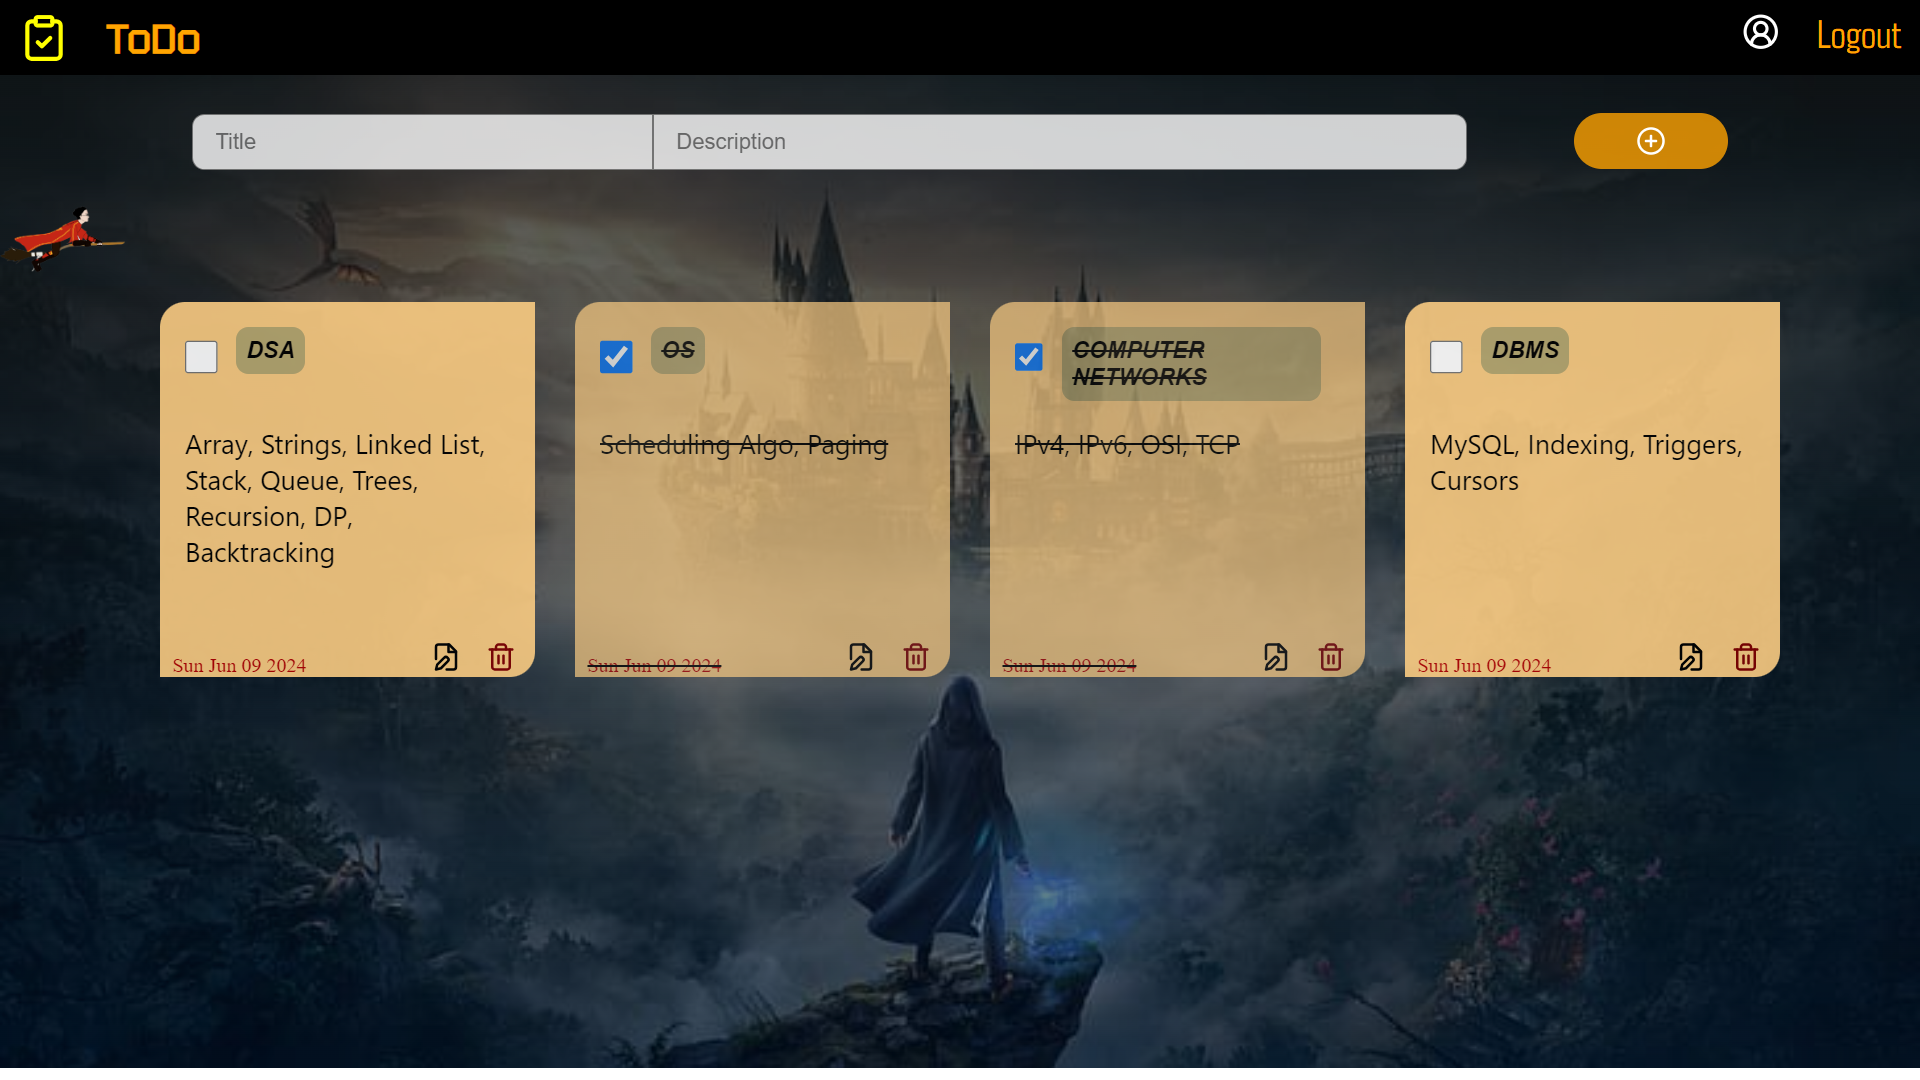 ToDo
Logout
Title
Description
DSA
Array, Strings, Linked List,
Stack, Queue, Trees,
Recursion, DP,
Backtracking
Sun Jun 09 2024
OS
Scheduling Algo, Paging
Sun Jun 09 2024
COMPUTER
NETWORKS
IPv4, IPv6, OSI, TCP
Sun Jun 09 2024
DBMS
MySQL, Indexing, Triggers,
Cursors
Sun Jun 09 2024